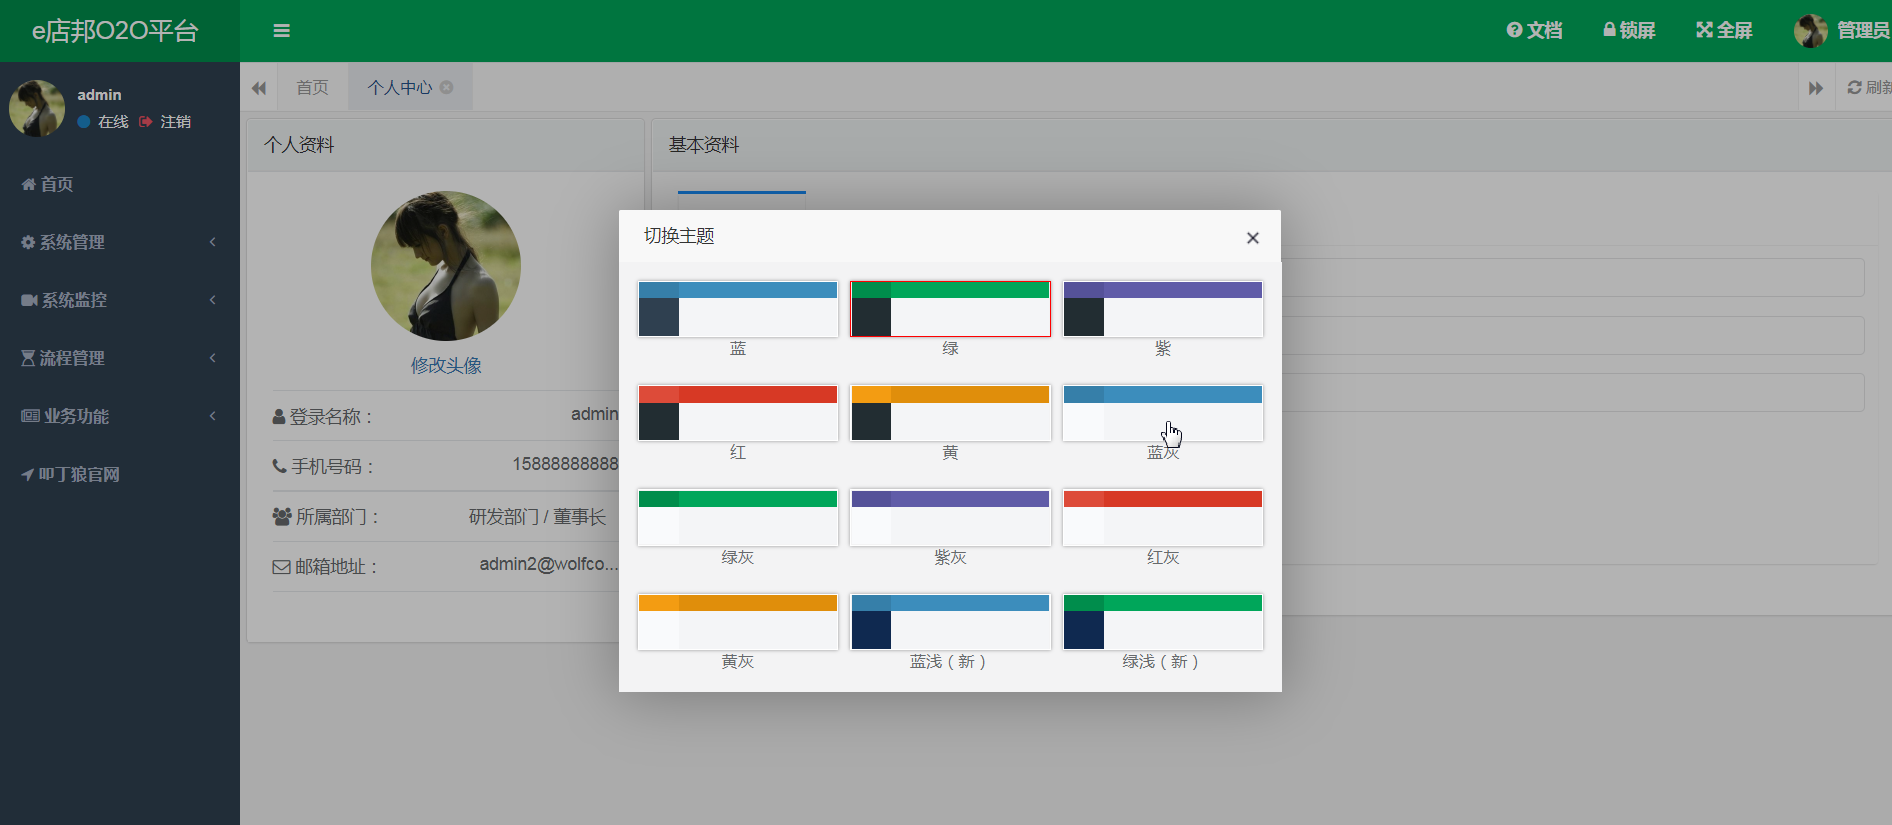 e店邦O2O平台
文档
锁屏
全屏
管理员
admin
在线 注销
首页
系统管理
系统监控
流程管理
业务功能
叩丁狼官网
首页
个人中心
刷新
个人资料
修改头像
登录名称：
admin
手机号码：
15888888888
所属部门：
研发部门 / 董事长
邮箱地址：
admin2@wolfco...
基本资料
切换主题
蓝
绿
紫
红
黄
蓝灰
绿灰
紫灰
红灰
黄灰
蓝浅（新）
绿浅（新）